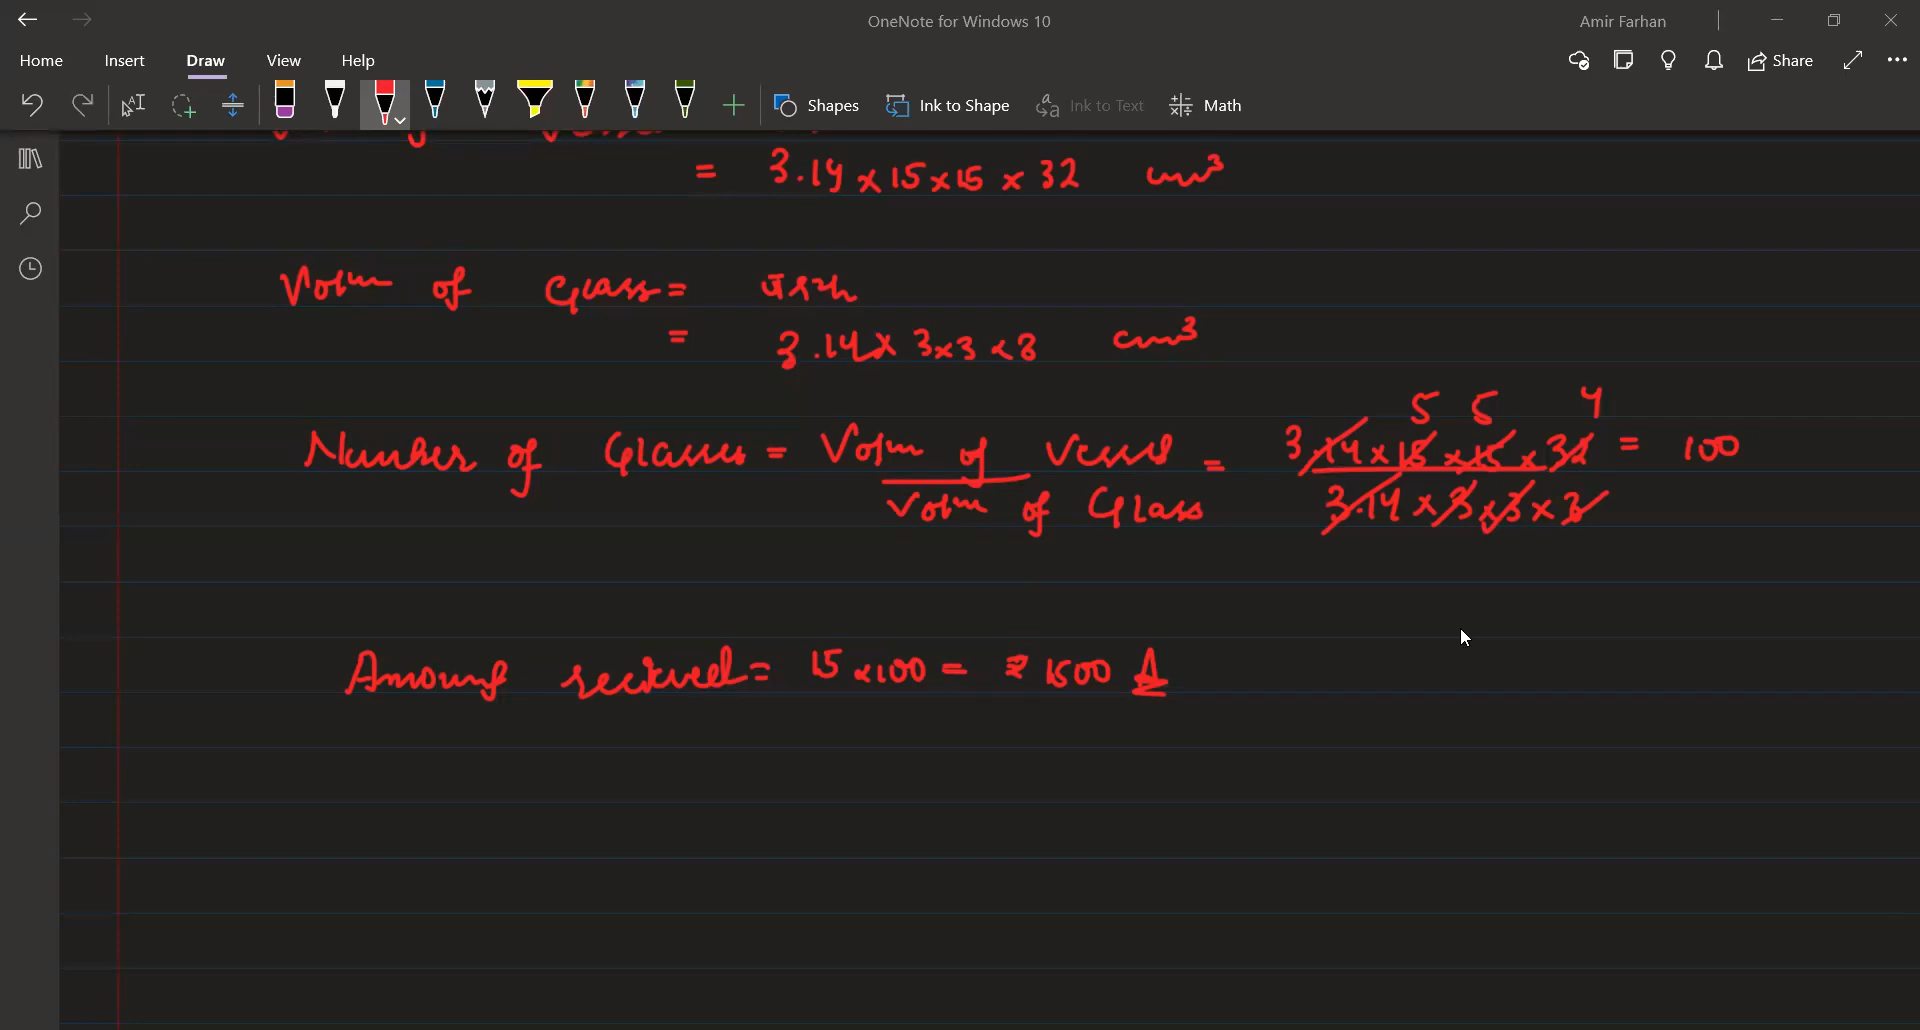 OneNote for Windows 10 Amir Farhan
Home Insert Draw View Help Share
Shapes Ink to Shape Ink to Text Math
= 3.14 × 15 × 15 × 32 cm³
Volm of Glass = πr²h
= 3.14 × 3 × 3 × 8 cm³
5 5 4
Number of Glasses = Volm of Vessel = 3.14 × 15 × 15 × 32 = 100
Volm of Glass 3.14 × 3 × 3 × 8
Amount recieved = 15 × 100 = ₹ 1500 A